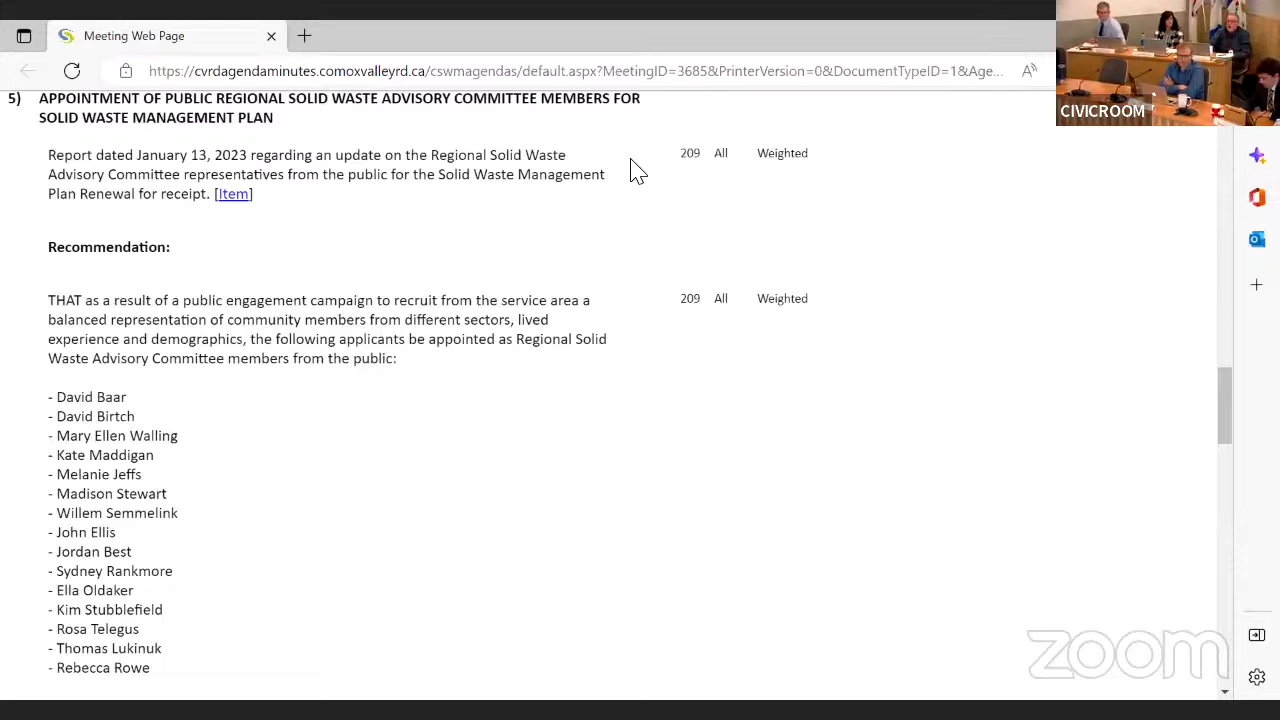 Meeting Web Page
https://cvrdagendaminutes.comoxvalleyrd.ca/cswmagendas/default.aspx?MeetingID=3685&PrinterVersion=0&DocumentTypeID=1&Age...
CIVICROOM
5) APPOINTMENT OF PUBLIC REGIONAL SOLID WASTE ADVISORY COMMITTEE MEMBERS FOR
SOLID WASTE MANAGEMENT PLAN
Report dated January 13, 2023 regarding an update on the Regional Solid Waste 209 All Weighted
Advisory Committee representatives from the public for the Solid Waste Management
Plan Renewal for receipt. [Item]
Recommendation:
THAT as a result of a public engagement campaign to recruit from the service area a 209 All Weighted
balanced representation of community members from different sectors, lived
experience and demographics, the following applicants be appointed as Regional Solid
Waste Advisory Committee members from the public:
- David Baar
- David Birtch
- Mary Ellen Walling
- Kate Maddigan
- Melanie Jeffs
- Madison Stewart
- Willem Semmelink
- John Ellis
- Jordan Best
- Sydney Rankmore
- Ella Oldaker
- Kim Stubblefield
- Rosa Telegus
- Thomas Lukinuk
- Rebecca Rowe
zoom